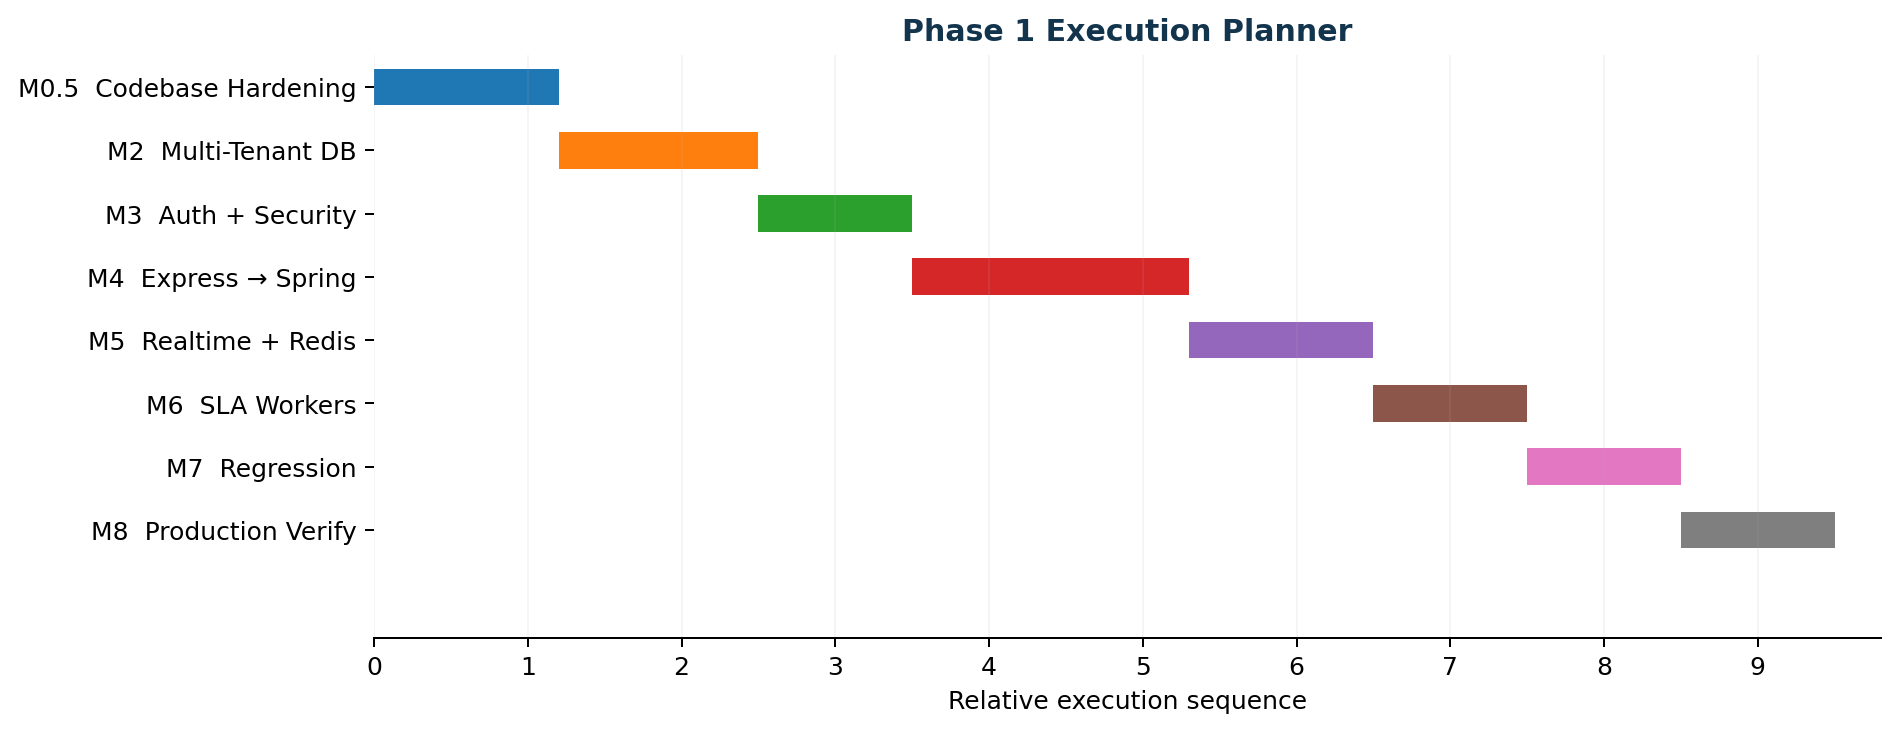 Phase 1 Execution Planner
M0.5  Codebase Hardening
M2  Multi-Tenant DB
M3  Auth + Security
M4  Express → Spring
M5  Realtime + Redis
M6  SLA Workers
M7  Regression
M8  Production Verify
0 1 2 3 4 5 6 7 8 9
Relative execution sequence